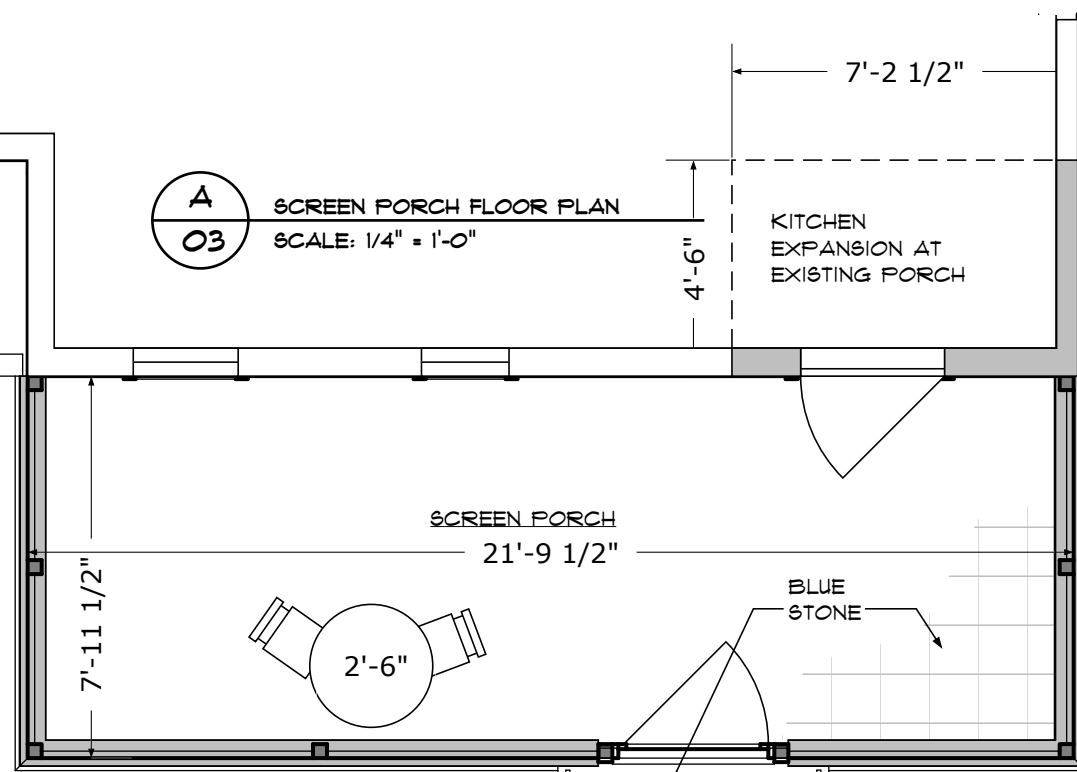 7'-2 1/2"
A
03
SCREEN PORCH FLOOR PLAN
SCALE: 1/4" = 1'-0"
4'-6"
KITCHEN
EXPANSION AT
EXISTING PORCH
SCREEN PORCH
21'-9 1/2"
7'-11 1/2"
BLUE
STONE
2'-6"